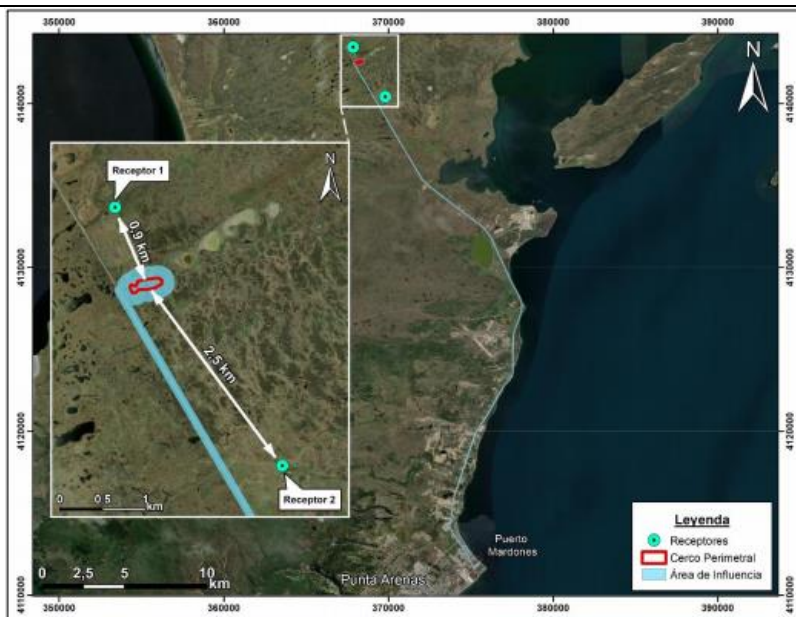 350000 360000 370000 380000 390000
N
4140000 4140000
N
Receptor 1
0,9 km
4130000 4130000
2,5 km
4120000 4120000
Receptor 2
0 0,5 1
km
Leyenda
Receptores
Cerco Perimetral
Área de Influencia
Puerto
Mardones
0 2,5 5 10
km
Punta Arenas
4110000 4110000
350000 360000 370000 380000 390000